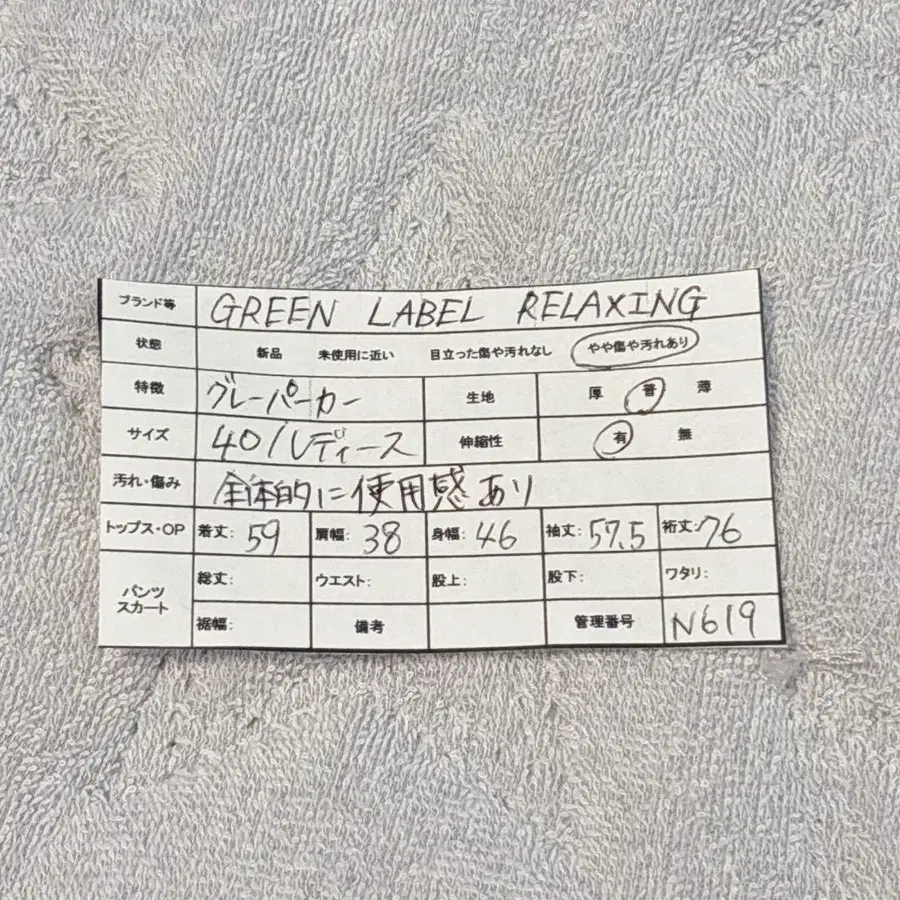 ブランド等 GREEN LABEL RELAXING
状態 新品 未使用に近い 目立った傷や汚れなし やや傷や汚れあり
特徴 グレーパーカー 生地 厚 普 薄
サイズ 40/レディース 伸縮性 有 無
汚れ・傷み 全体的に使用感あり
トップス・OP 着丈: 59 肩幅: 38 身幅: 46 袖丈: 57.5 裄丈: 76
パンツ スカート 総丈: ウエスト: 股上: 股下: ワタリ:
裾幅: 備考 管理番号 N619